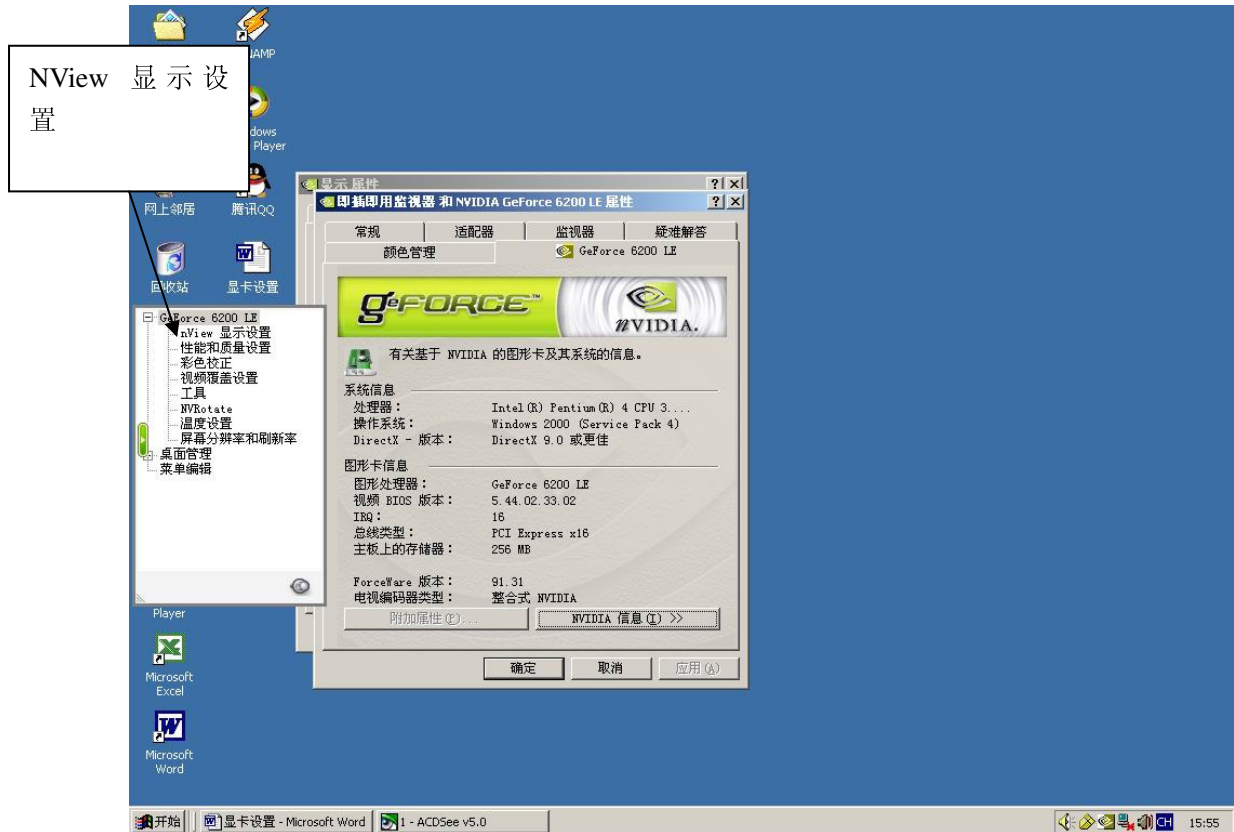 AMP
NView 显示设
置
dows
Player
网上邻居
腾讯QQ
回收站
显卡设置
显示 属性
即插即用监视器 和 NVIDIA GeForce 6200 LE 属性
常规
适配器
监视器
疑难解答
颜色管理
GeForce 6200 LE
GeFORCE™
NVIDIA.
有关基于 NVIDIA 的图形卡及其系统的信息。
系统信息
处理器： Intel(R) Pentium(R) 4 CPU 3....
操作系统： Windows 2000 (Service Pack 4)
DirectX - 版本： DirectX 9.0 或更佳
图形卡信息
图形处理器： GeForce 6200 LE
视频 BIOS 版本： 5.44.02.33.02
IRQ： 16
总线类型： PCI Express x16
主板上的存储器： 256 MB
ForceWare 版本： 91.31
电视编码器类型： 整合式 NVIDIA
附加属性(P)...
NVIDIA 信息(I) >>
确定
取消
应用(A)
GeForce 6200 LE
nView 显示设置
性能和质量设置
彩色校正
视频覆盖设置
工具
NVRotate
温度设置
屏幕分辨率和刷新率
桌面管理
菜单编辑
Player
Microsoft
Excel
Microsoft
Word
开始
显卡设置 - Microsoft Word
1 - ACDSee v5.0
CH
15:55